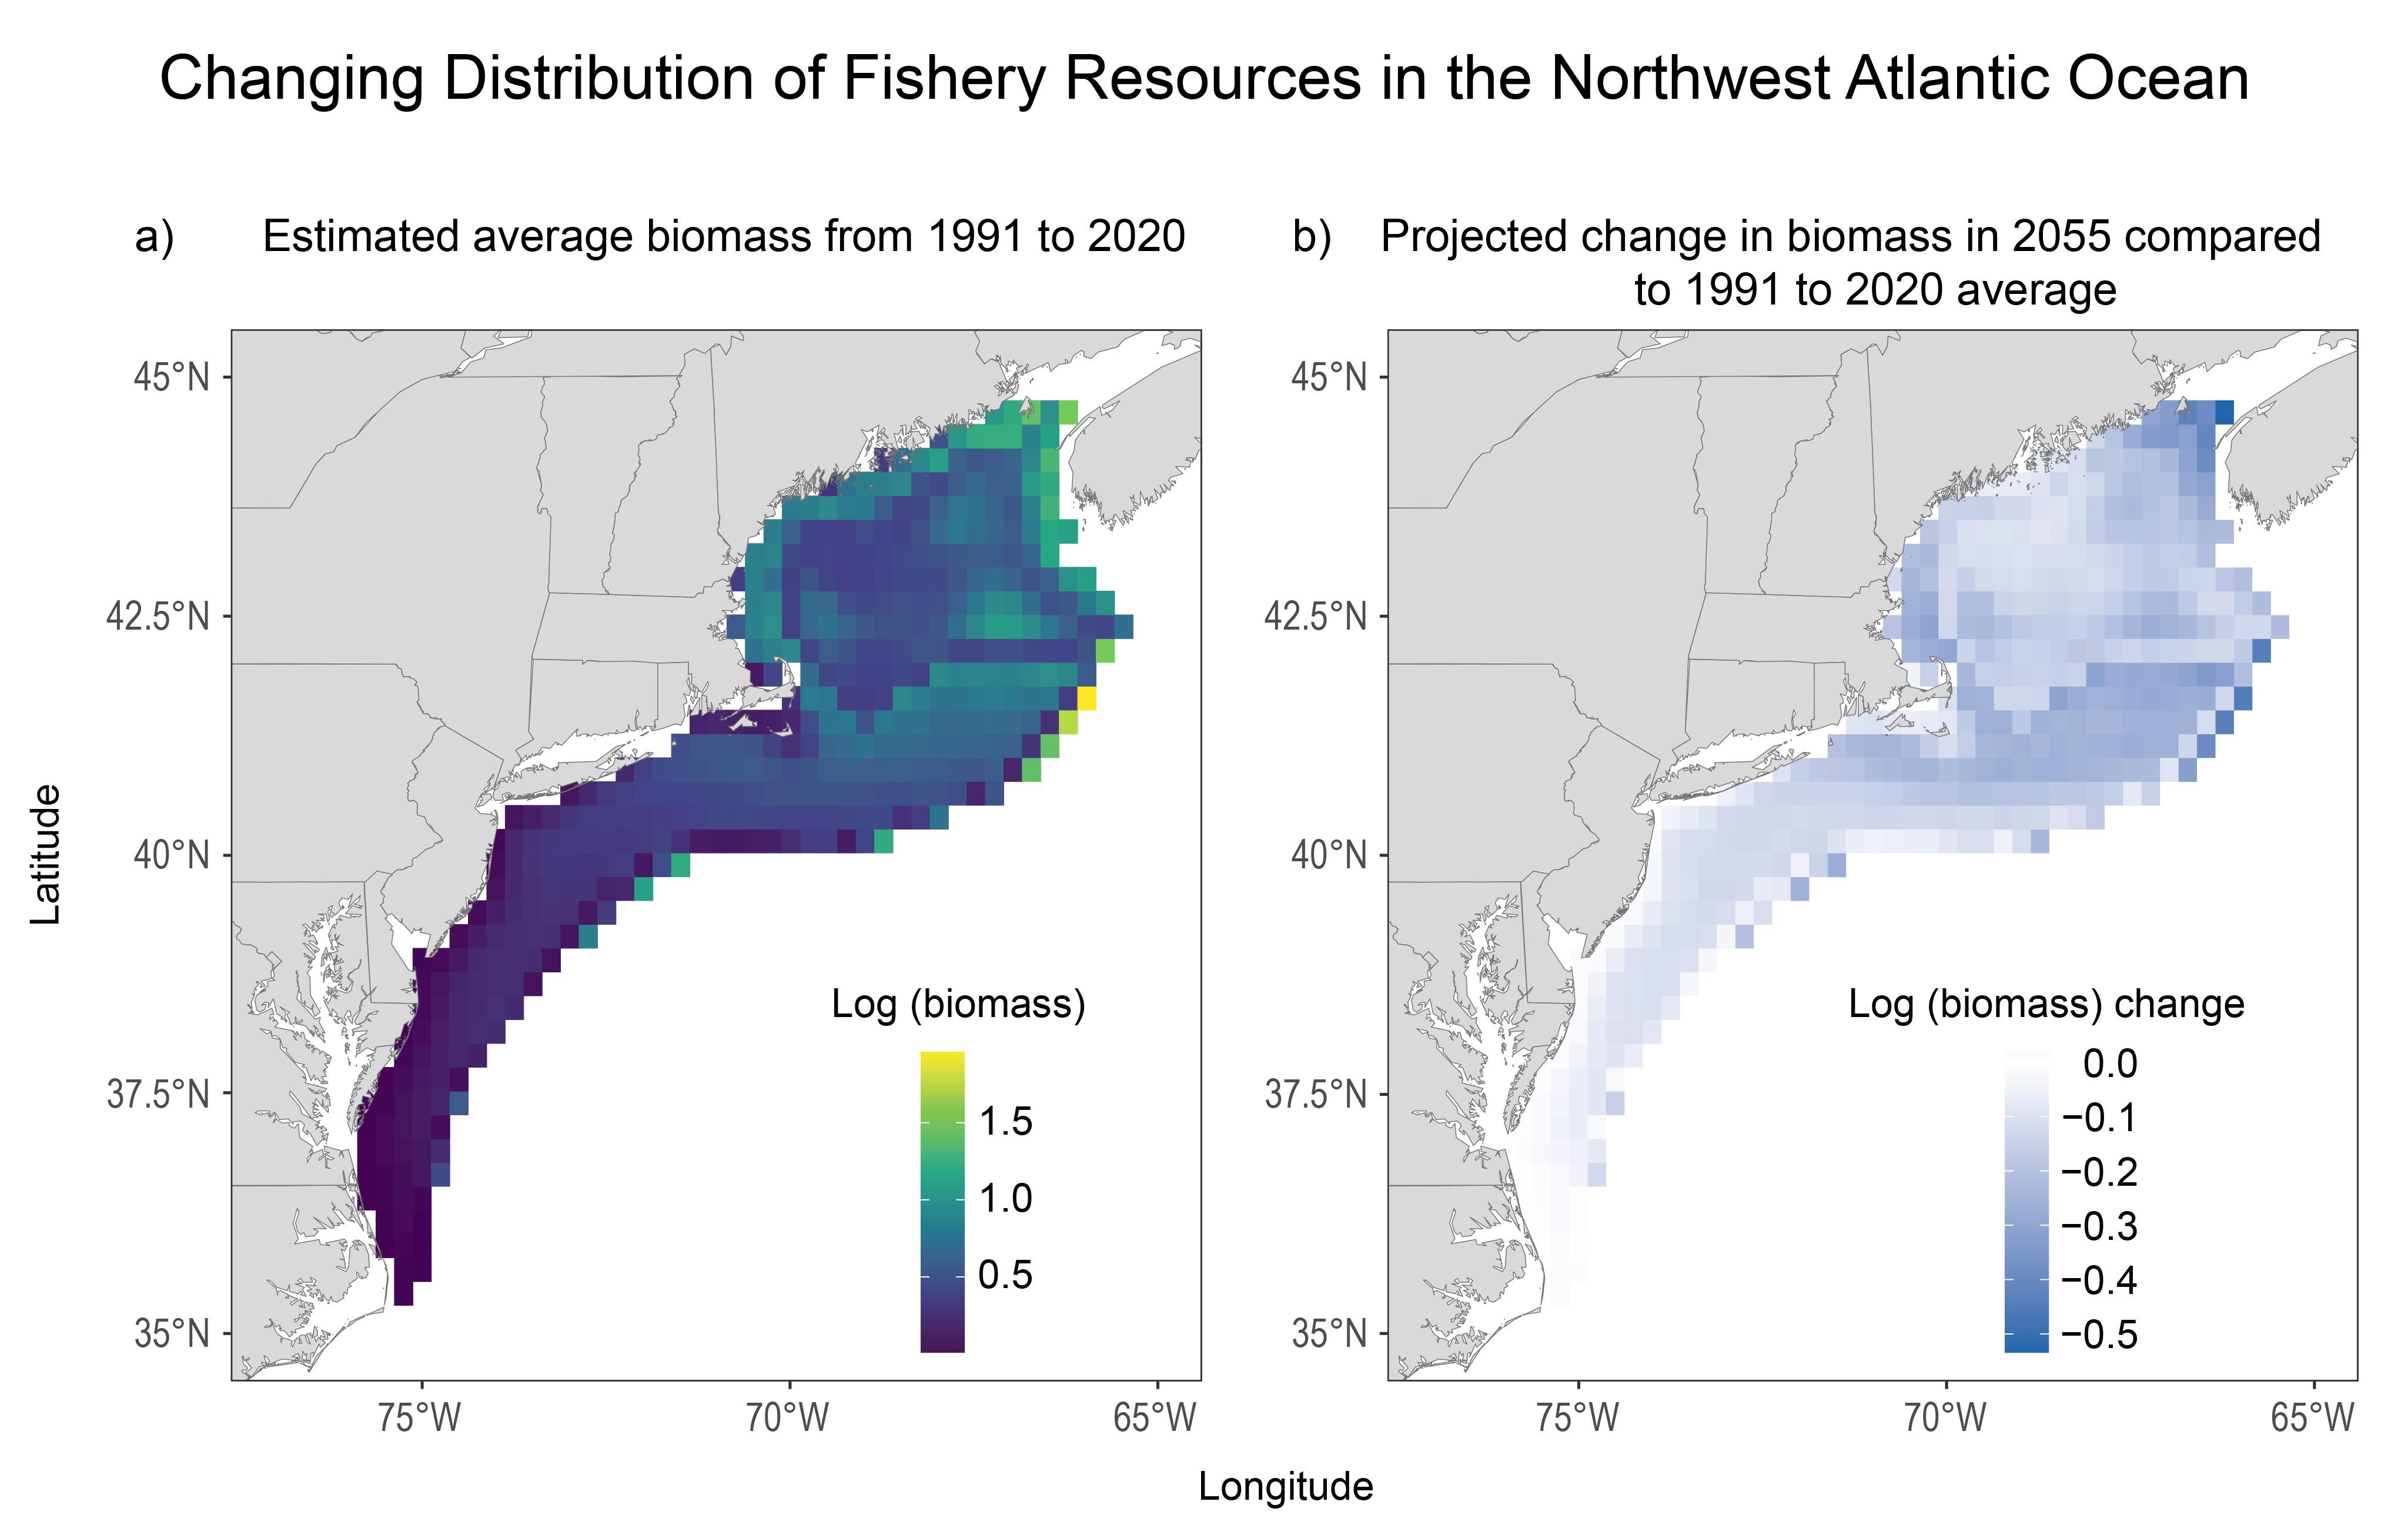 Changing Distribution of Fishery Resources in the Northwest Atlantic Ocean
a) Estimated average biomass from 1991 to 2020
b) Projected change in biomass in 2055 compared
to 1991 to 2020 average
Latitude
45°N
42.5°N
40°N
37.5°N
35°N
75°W
70°W
65°W
Log (biomass)
1.5
1.0
0.5
45°N
42.5°N
40°N
37.5°N
35°N
75°W
70°W
65°W
Log (biomass) change
0.0
−0.1
−0.2
−0.3
−0.4
−0.5
Longitude